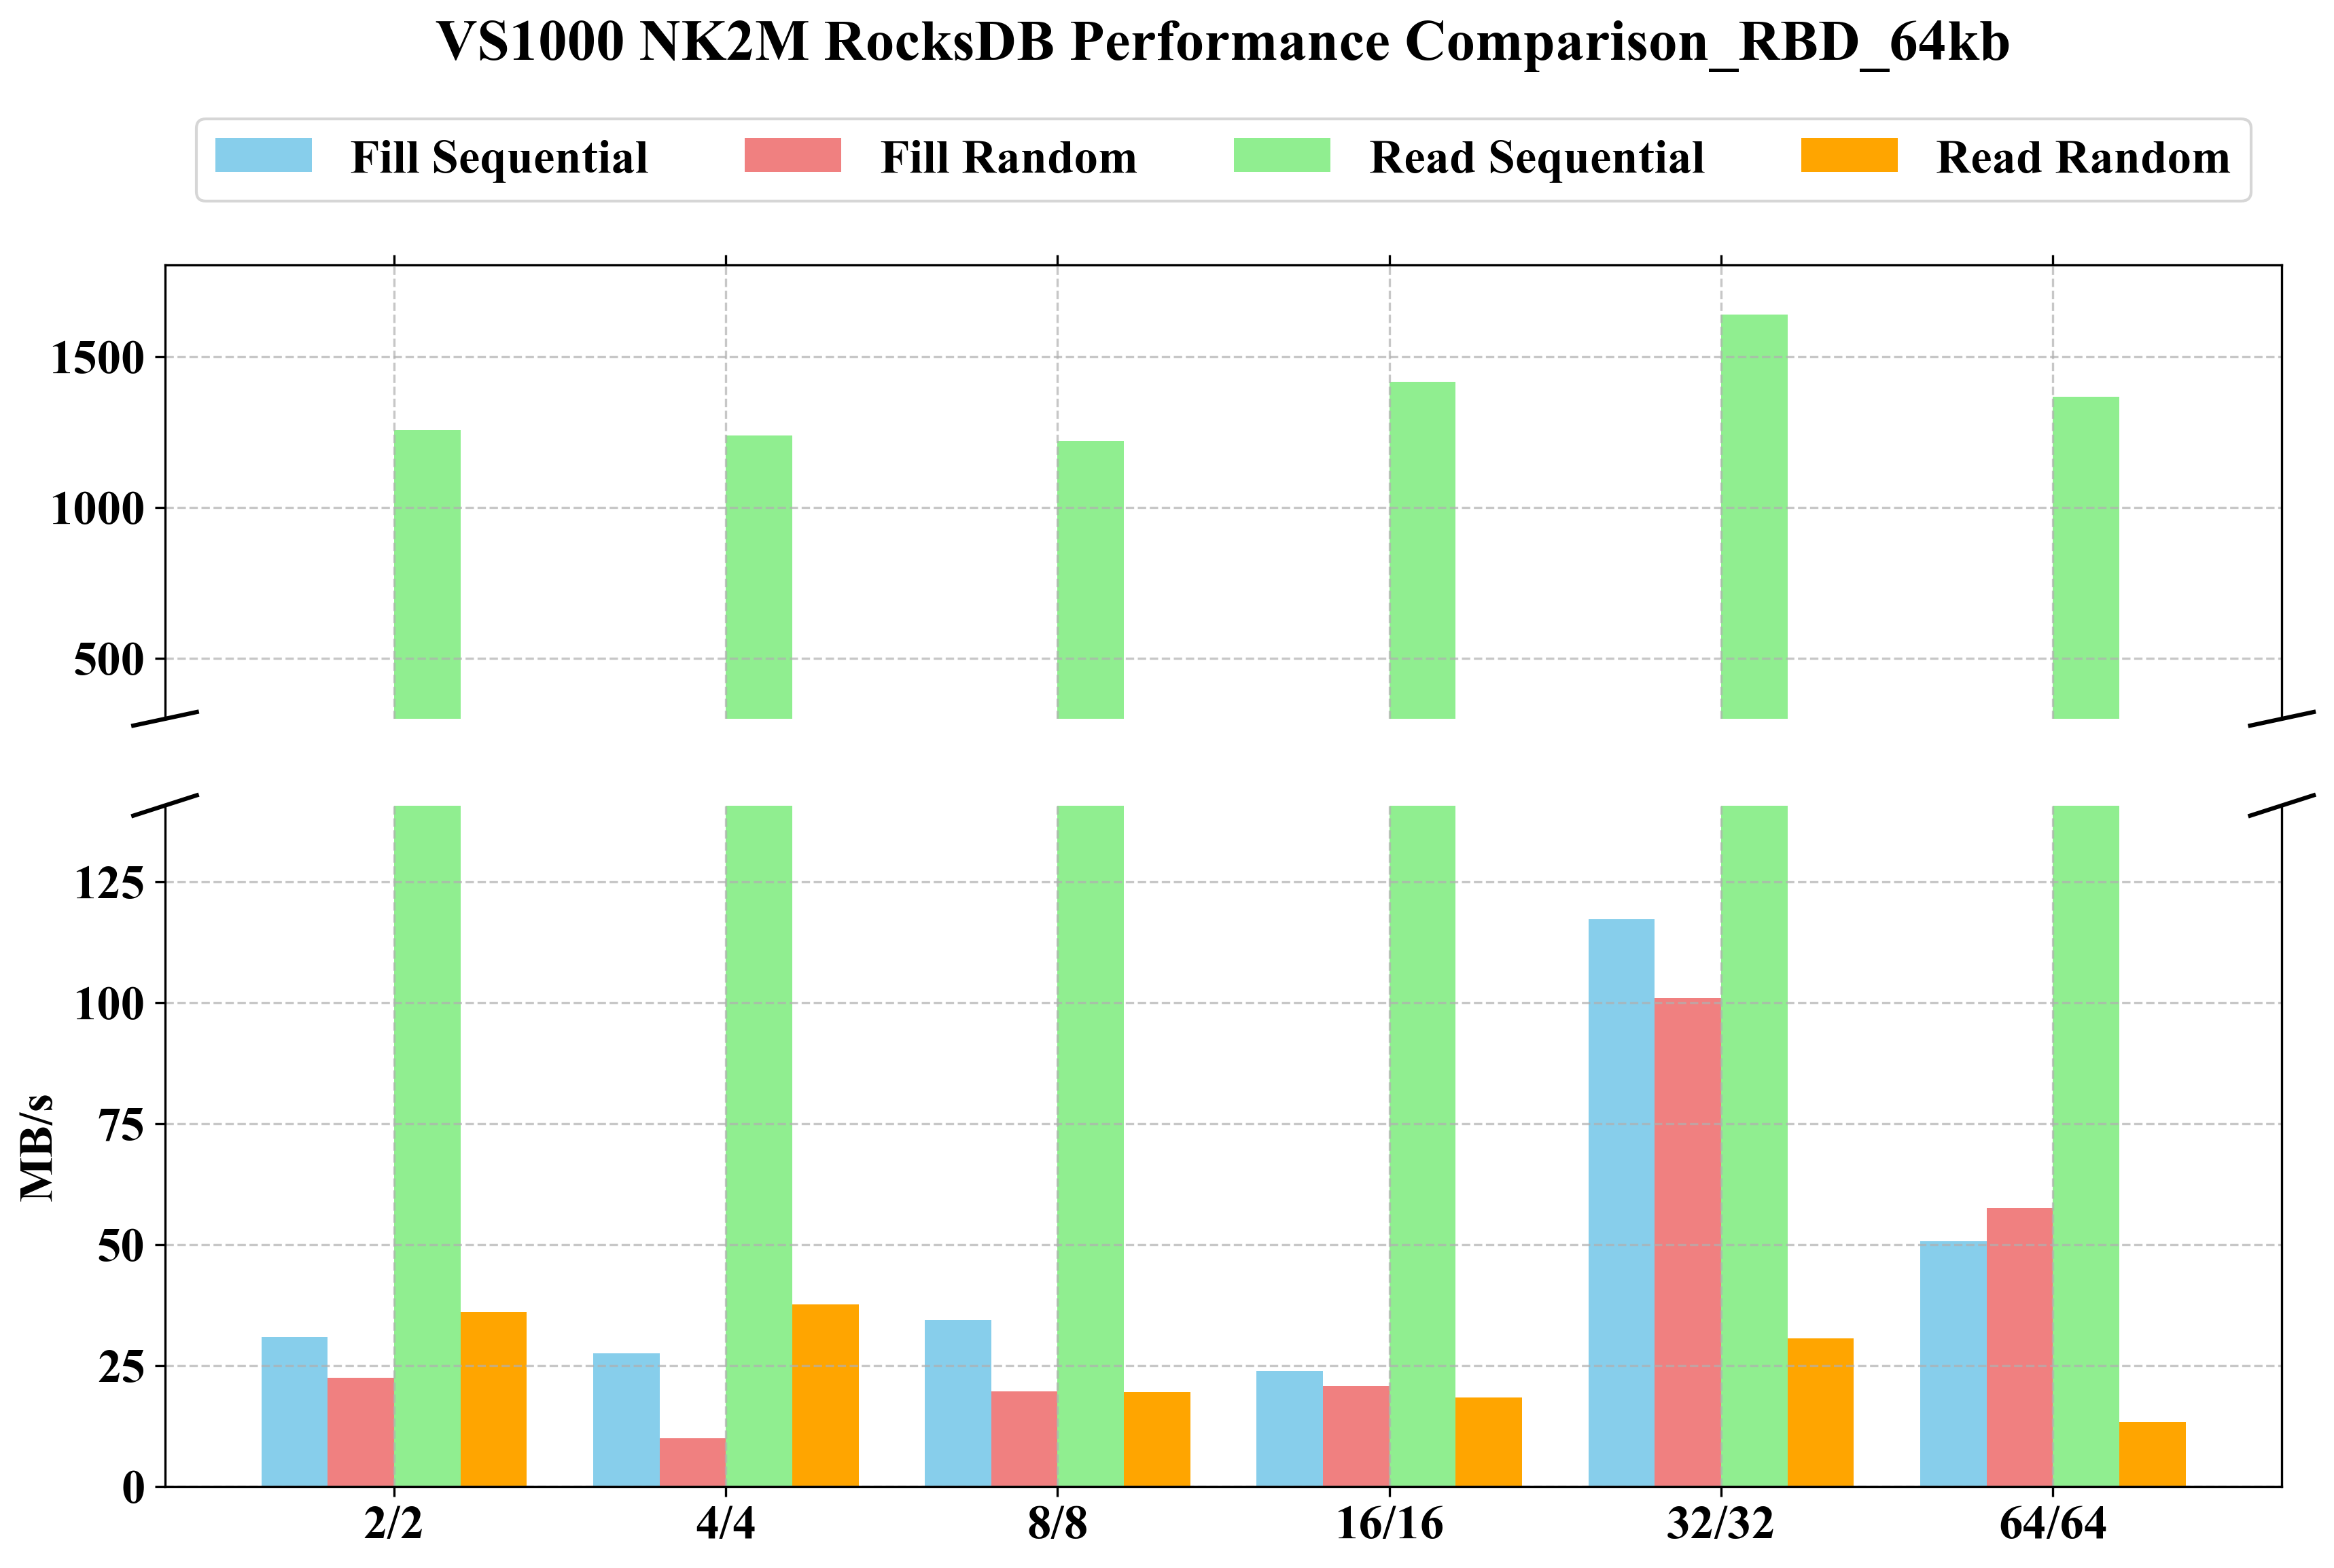 VS1000 NK2M RocksDB Performance Comparison_RBD_64kb
Fill Sequential Fill Random Read Sequential Read Random
1500
1000
500
125
100
75
50
25
0
MB/s
2/2 4/4 8/8 16/16 32/32 64/64